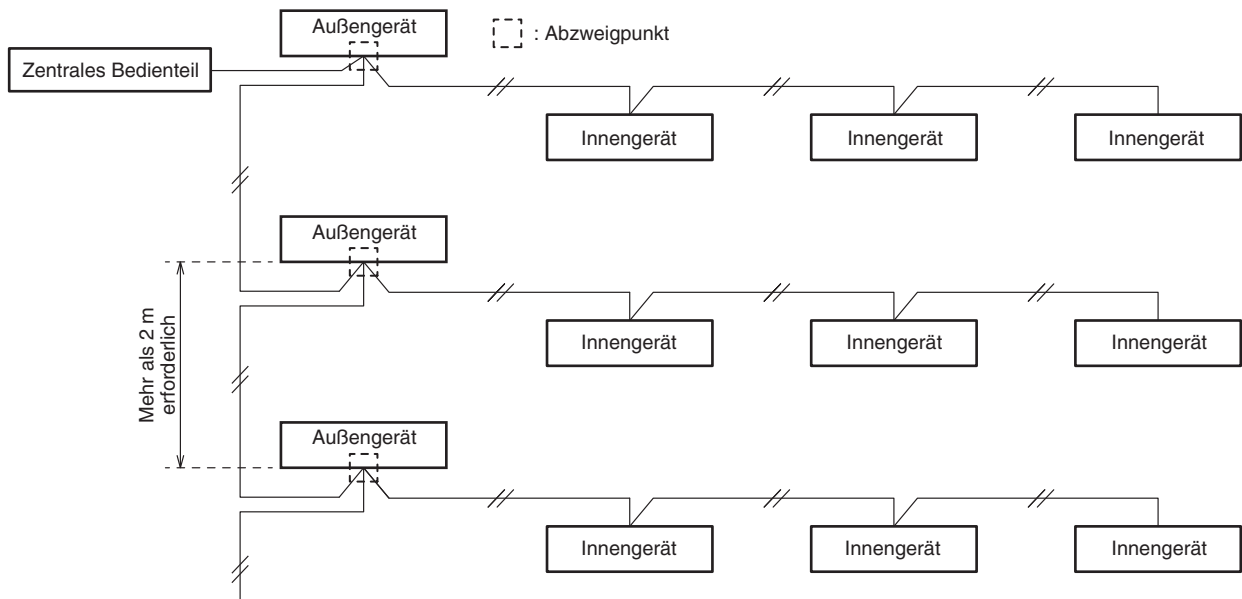 Außengerät
: Abzweigpunkt
Zentrales Bedienteil
Innengerät
Innengerät
Innengerät
Außengerät
Mehr als 2 m
erforderlich
Innengerät
Innengerät
Innengerät
Außengerät
Innengerät
Innengerät
Innengerät